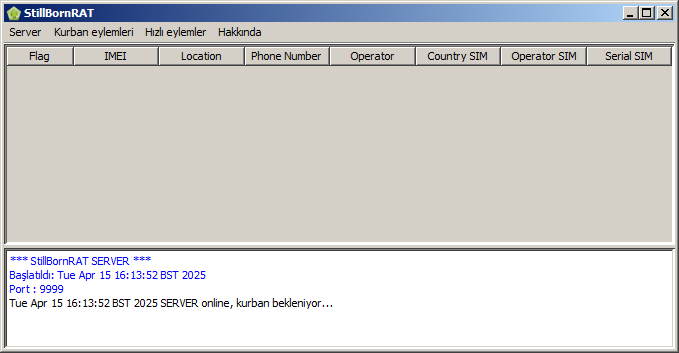 StillBornRAT
Server Kurban eylemleri Hızlı eylemler Hakkında
Flag IMEI Location Phone Number Operator Country SIM Operator SIM Serial SIM
*** StillBornRAT SERVER ***
Başlatıldı: Tue Apr 15 16:13:52 BST 2025
Port : 9999
Tue Apr 15 16:13:52 BST 2025 SERVER online, kurban bekleniyor...